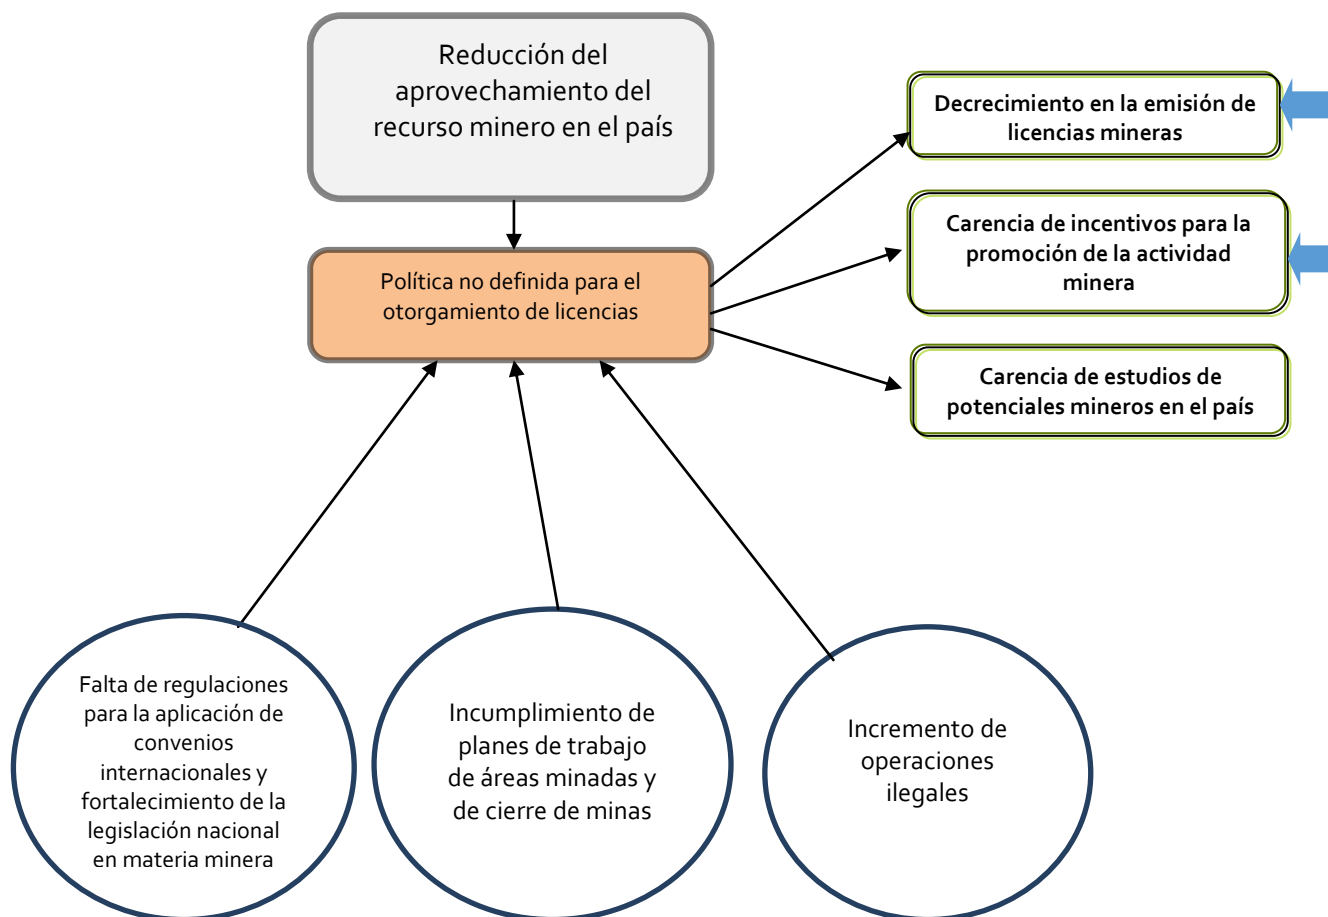 Reducción del
aprovechamiento del
recurso minero en el país
Decrecimiento en la emisión de
licencias mineras
Carencia de incentivos para la
promoción de la actividad
minera
Política no definida para el
otorgamiento de licencias
Carencia de estudios de
potenciales mineros en el país
Falta de regulaciones
para la aplicación de
convenios
internacionales y
fortalecimiento de la
legislación nacional
en materia minera
Incumplimiento de
planes de trabajo
de áreas minadas y
de cierre de minas
Incremento de
operaciones
ilegales